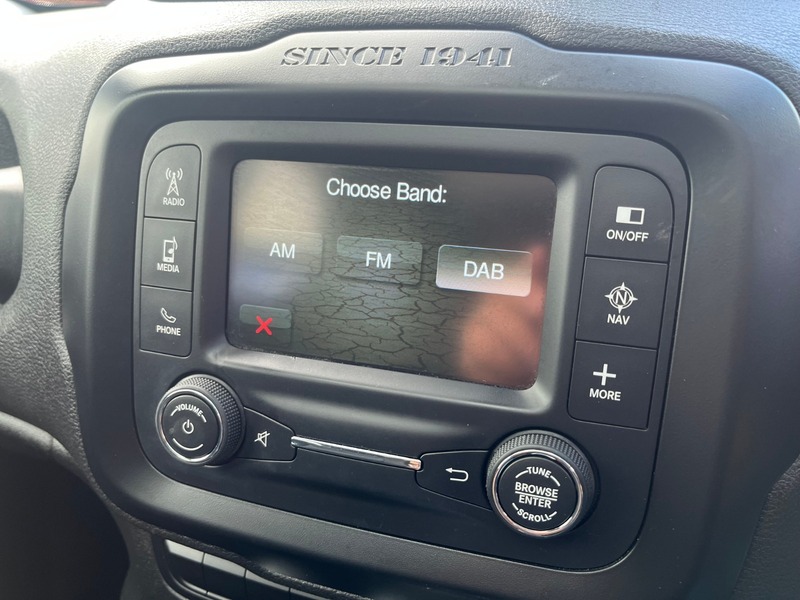 SINCE 1941
RADIO
MEDIA
PHONE
Choose Band:
AM
FM
DAB
ON/OFF
N
NAV
MORE
VOLUME
TUNE
BROWSE
ENTER
SCROLL